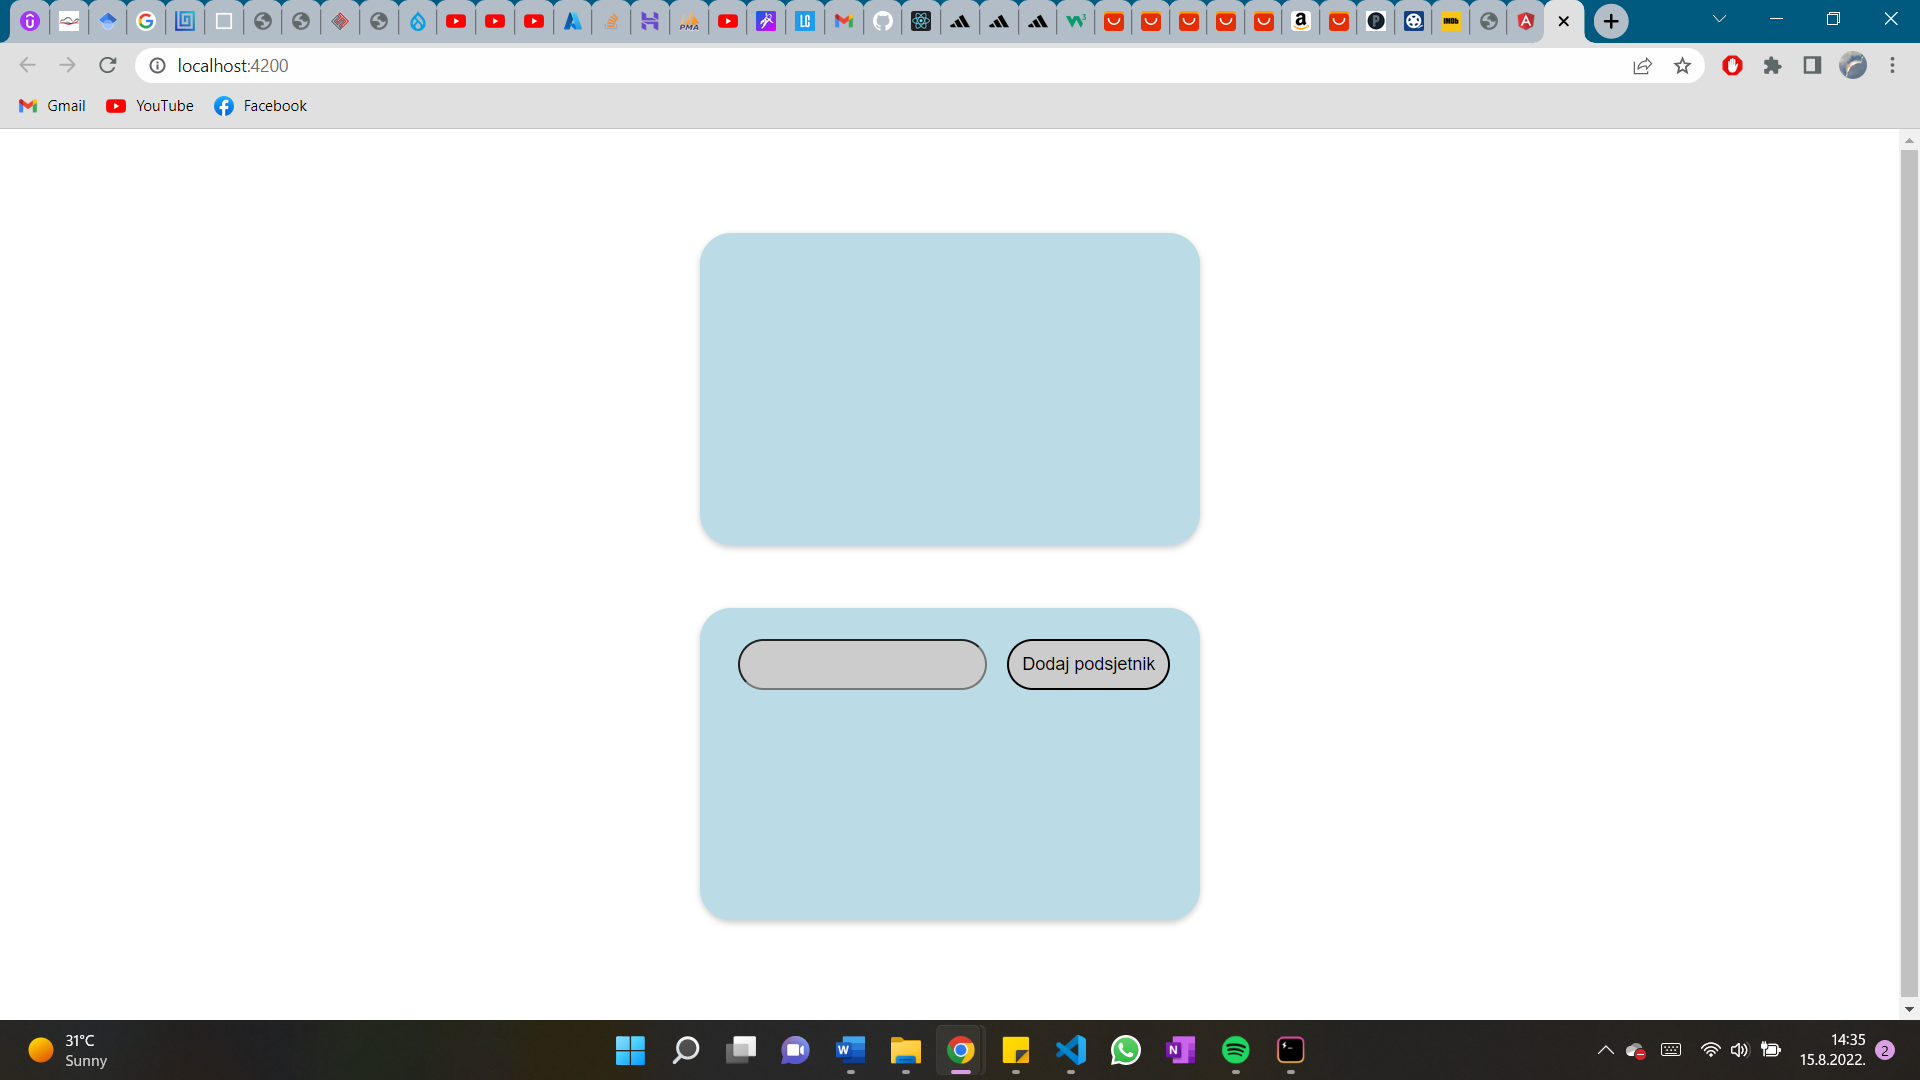 localhost:4200
Gmail YouTube Facebook
Dodaj podsjetnik
31°C
Sunny
14:35
15.8.2022.
2